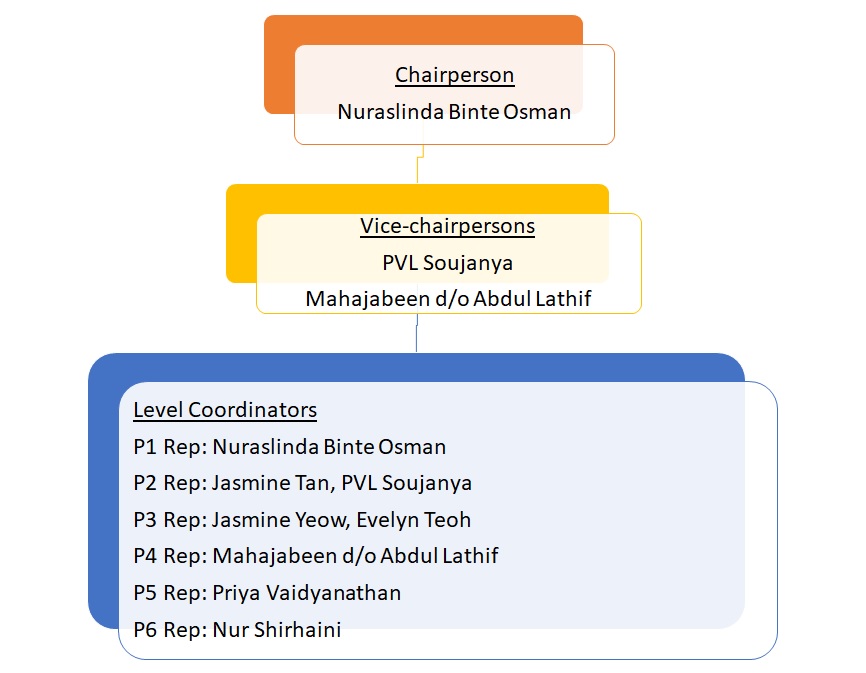 Chairperson
Nuraslinda Binte Osman
Vice-chairpersons
PVL Soujanya
Mahajabeen d/o Abdul Lathif
Level Coordinators
P1 Rep: Nuraslinda Binte Osman
P2 Rep: Jasmine Tan, PVL Soujanya
P3 Rep: Jasmine Yeow, Evelyn Teoh
P4 Rep: Mahajabeen d/o Abdul Lathif
P5 Rep: Priya Vaidyanathan
P6 Rep: Nur Shirhaini